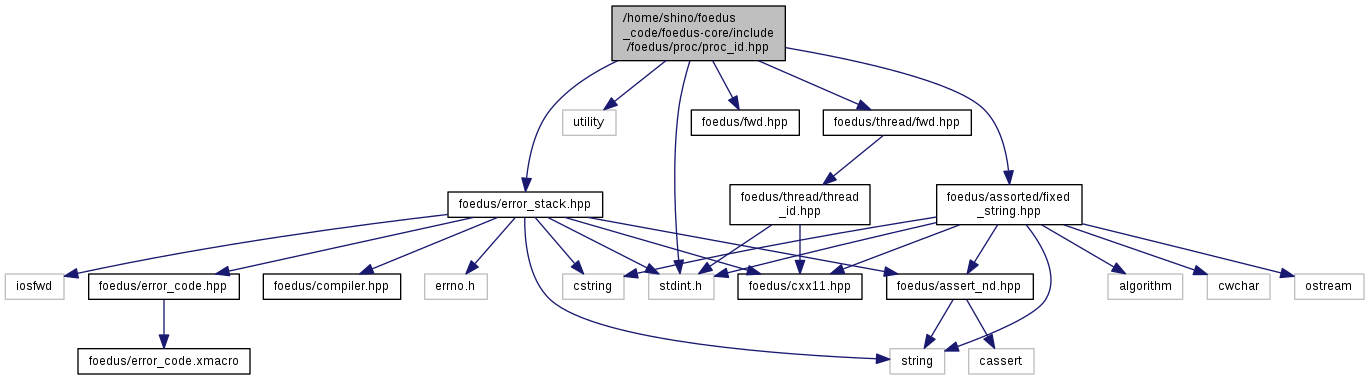 /home/shino/foedus
_code/foedus-core/include
/foedus/proc/proc_id.hpp
utility
foedus/fwd.hpp
foedus/thread/fwd.hpp
foedus/error_stack.hpp
foedus/thread/thread
_id.hpp
foedus/assorted/fixed
_string.hpp
iosfwd
foedus/error_code.hpp
foedus/compiler.hpp
errno.h
cstring
stdint.h
foedus/cxx11.hpp
foedus/assert_nd.hpp
algorithm
cwchar
ostream
foedus/error_code.xmacro
string
cassert